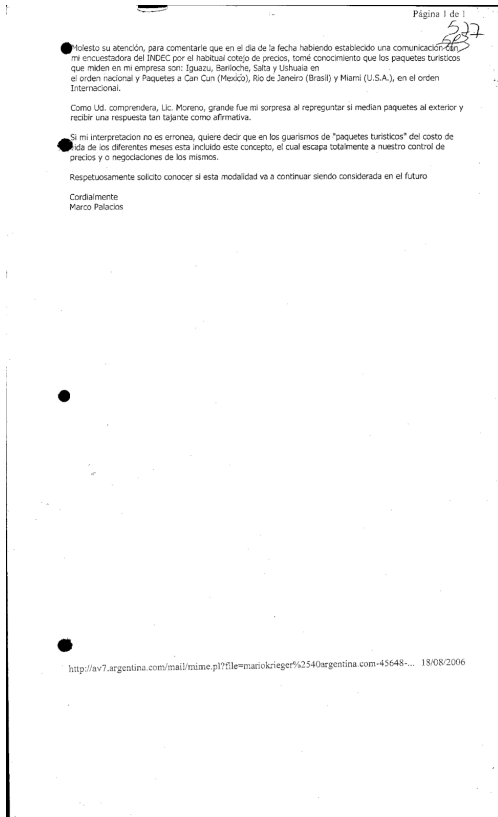 Página 1 de 1
577
Molesto su atención, para comentarle que en el dia de la fecha habiendo establecido una comunicación con
mi encuestadora del INDEC por el habitual cotejo de precios, tomé conocimiento que los paquetes turisticos
que miden en mi empresa son: Iguazu, Bariloche, Salta y Ushuaia en
el orden nacional y Paquetes a Can Cun (Mexico), Rio de Janeiro (Brasil) y Miami (U.S.A.), en el orden
Internacional.
Como Ud. comprendera, Lic. Moreno, grande fue mi sorpresa al repreguntar si median paquetes al exterior y
recibir una respuesta tan tajante como afirmativa.
Si mi interpretacion no es erronea, quiere decir que en los guarismos de "paquetes turisticos" del costo de
vida de los diferentes meses esta incluido este concepto, el cual escapa totalmente a nuestro control de
precios y o negociaciones de los mismos.
Respetuosamente solicito conocer si esta modalidad va a continuar siendo considerada en el futuro
Cordialmente
Marco Palacios
http://av7.argentina.com/mail/mime.pl?file=mariokrieger%2540argentina.com-45648-... 18/08/2006